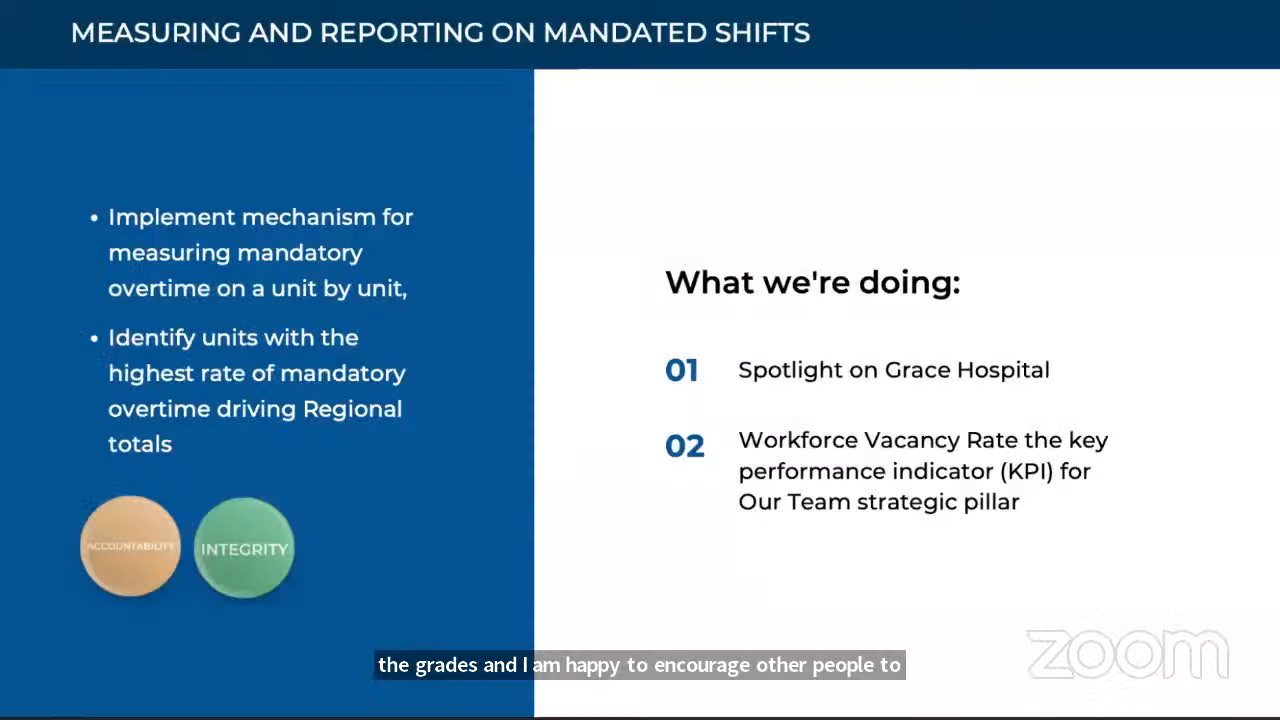 MEASURING AND REPORTING ON MANDATED SHIFTS
• Implement mechanism for
measuring mandatory
overtime on a unit by unit,
• Identify units with the
highest rate of mandatory
overtime driving Regional
totals
ACCOUNTABILITY
INTEGRITY
What we're doing:
01 Spotlight on Grace Hospital
02 Workforce Vacancy Rate the key
performance indicator (KPI) for
Our Team strategic pillar
the grades and I am happy to encourage other people to
zoom